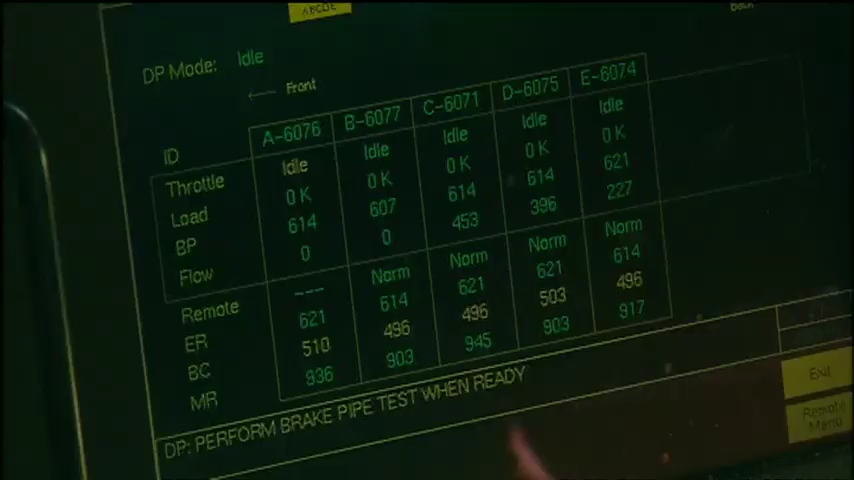 ABCDE
Back
DP Mode: Idle
← Front
ID A-6076 B-6077 C-6071 D-6075 E-6074
Throttle Idle Idle Idle Idle Idle
Load 0 K 0 K 0 K 0 K 0 K
BP 614 607 614 614 621
Flow 0 0 453 396 227
Remote --- Norm Norm Norm Norm
ER 621 614 621 621 614
BC 510 496 496 503 496
MR 936 903 945 903 917
DP: PERFORM BRAKE PIPE TEST WHEN READY
Exit
Remote
Menu